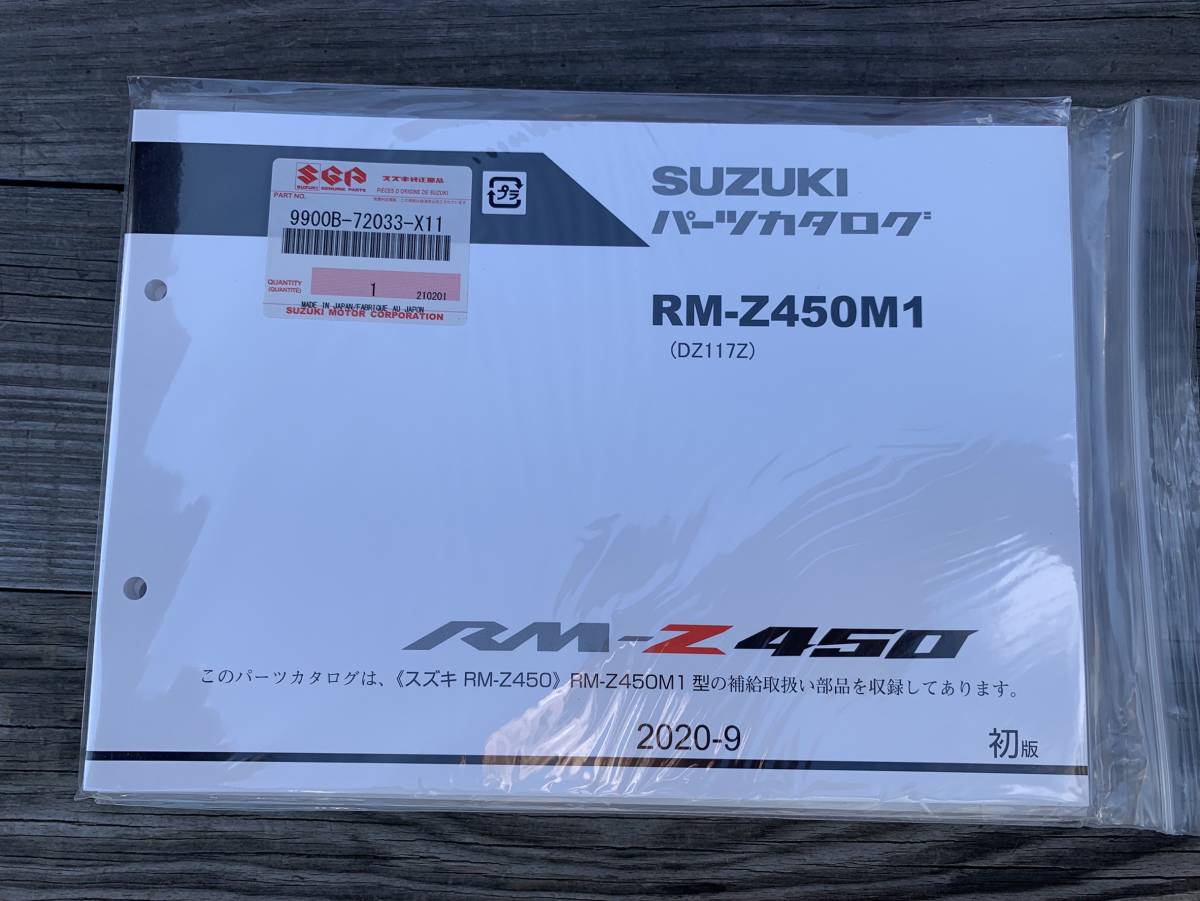 SGP スズキ純正部品
SUZUKI GENUINE PARTS PIECES D'ORIGINE DE SUZUKI
PART NO.
9900B-72033-X11
QUANTITY
(QUANTITÉ)
1 210201
MADE IN JAPAN/FABRIQUE AU JAPON
SUZUKI MOTOR CORPORATION
プラ
SUZUKI
パーツカタログ
RM-Z450M1
(DZ117Z)
RM-Z450
このパーツカタログは、《スズキ RM-Z450》RM-Z450M1 型の補給取扱い部品を収録してあります。
2020-9
初版